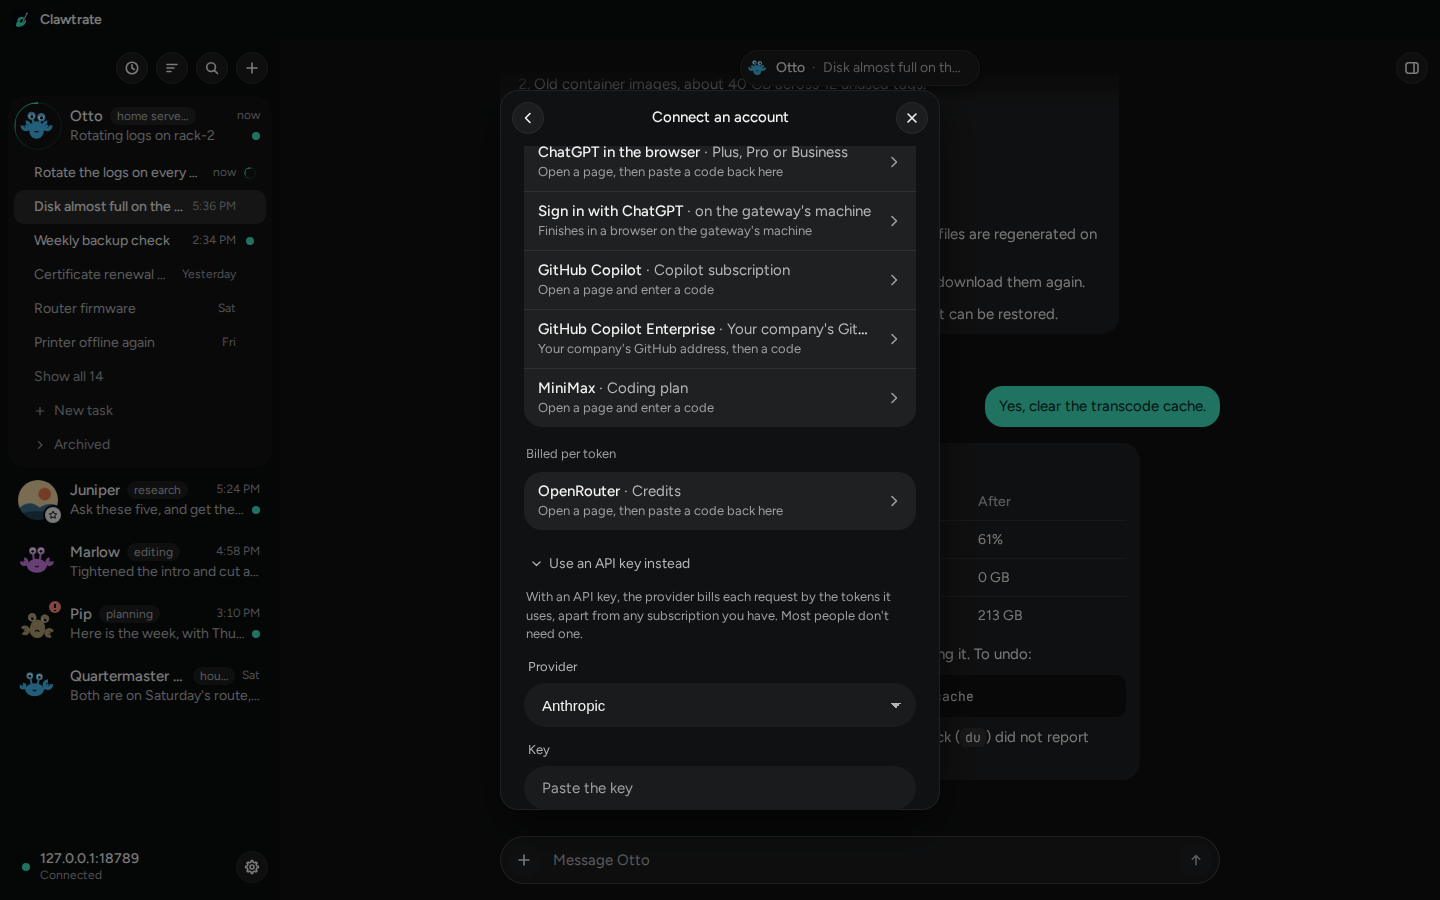 Clawtrate
Otto
home serve...
now
Rotating logs on rack-2
Rotate the logs on every ...
now
Disk almost full on the ...
5:36 PM
Weekly backup check
2:34 PM
Certificate renewal ...
Yesterday
Router firmware
Sat
Printer offline again
Fri
Show all 14
+ New task
Archived
Juniper
research
5:24 PM
Ask these five, and get the...
Marlow
editing
4:58 PM
Tightened the intro and cut a...
Pip
planning
3:10 PM
Here is the week, with Thu...
Quartermaster ...
hou...
Sat
Both are on Saturday's route,...
127.0.0.1:18789
Connected
Otto · Disk almost full on th...
2. Old container images, about 40 GB across 12 unused tags.
Connect an account
ChatGPT in the browser · Plus, Pro or Business
Open a page, then paste a code back here
Sign in with ChatGPT · on the gateway's machine
Finishes in a browser on the gateway's machine
GitHub Copilot · Copilot subscription
Open a page and enter a code
GitHub Copilot Enterprise · Your company's Git...
Your company's GitHub address, then a code
MiniMax · Coding plan
Open a page and enter a code
Billed per token
OpenRouter · Credits
Open a page, then paste a code back here
Use an API key instead
With an API key, the provider bills each request by the tokens it
uses, apart from any subscription you have. Most people don't
need one.
Provider
Anthropic
Key
Paste the key
files are regenerated on
download them again.
t can be restored.
Yes, clear the transcode cache.
After
61%
0 GB
213 GB
ng it. To undo:
cache
ck ( du ) did not report
Message Otto